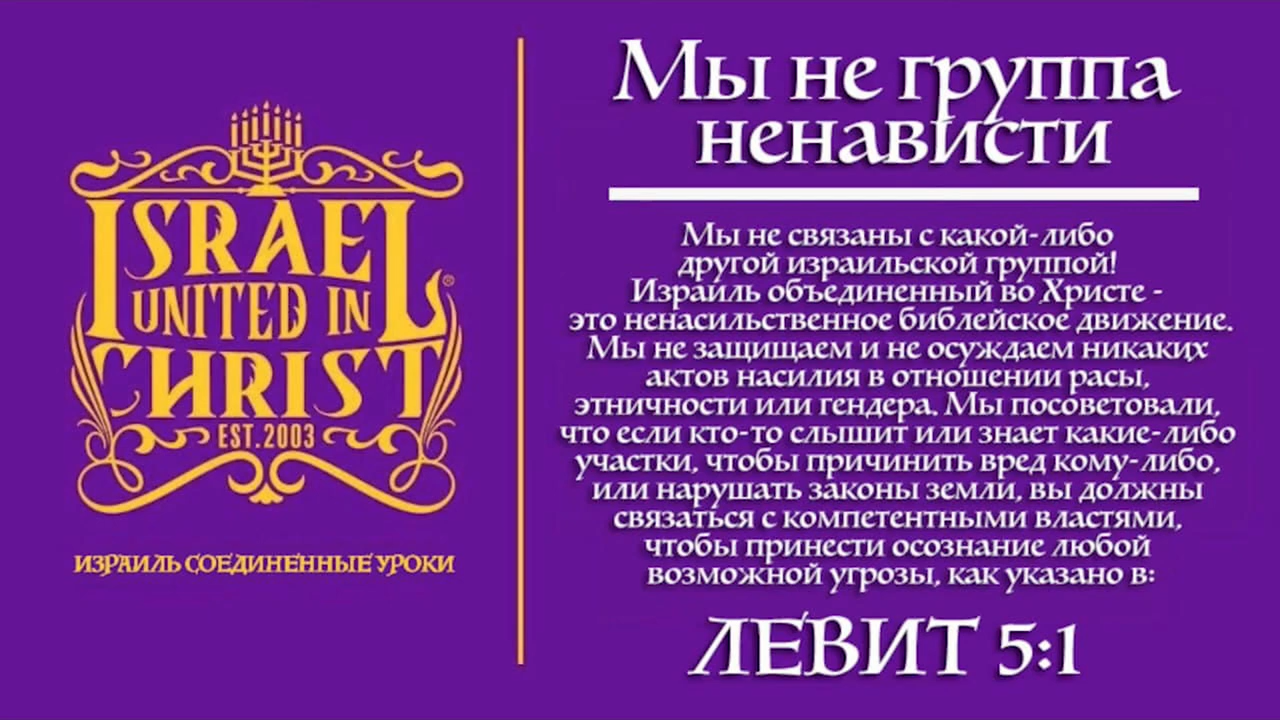 ISRAEL
UNITED IN
CHRIST®
EST. 2003
ИЗРАИЛЬ СОЕДИНЕННЫЕ УРОКИ
Мы не группа
ненависти
Мы не связаны с какой-либо
другой израильской группой!
Израиль объединенный во Христе -
это ненасильственное библейское движение.
Мы не защищаем и не осуждаем никаких
актов насилия в отношении расы,
этничности или гендера. Мы посоветовали,
что если кто-то слышит или знает какие-либо
участки, чтобы причинить вред кому-либо,
или нарушать законы земли, вы должны
связаться с компетентными властями,
чтобы принести осознание любой
возможной угрозы, как указано в:
ЛЕВИТ 5:1